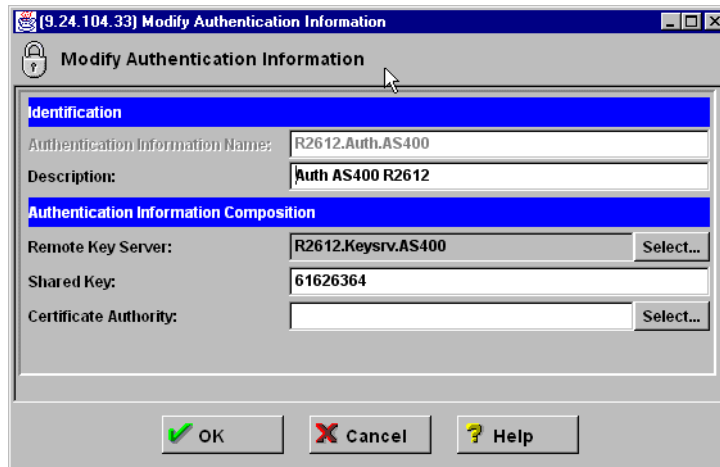 (9.24.104.33) Modify Authentication Information
Modify Authentication Information
Identification
Authentication Information Name: R2612.Auth.AS400
Description: Auth AS400 R2612
Authentication Information Composition
Remote Key Server: R2612.Keysrv.AS400 Select...
Shared Key: 61626364
Certificate Authority: Select...
OK Cancel ? Help